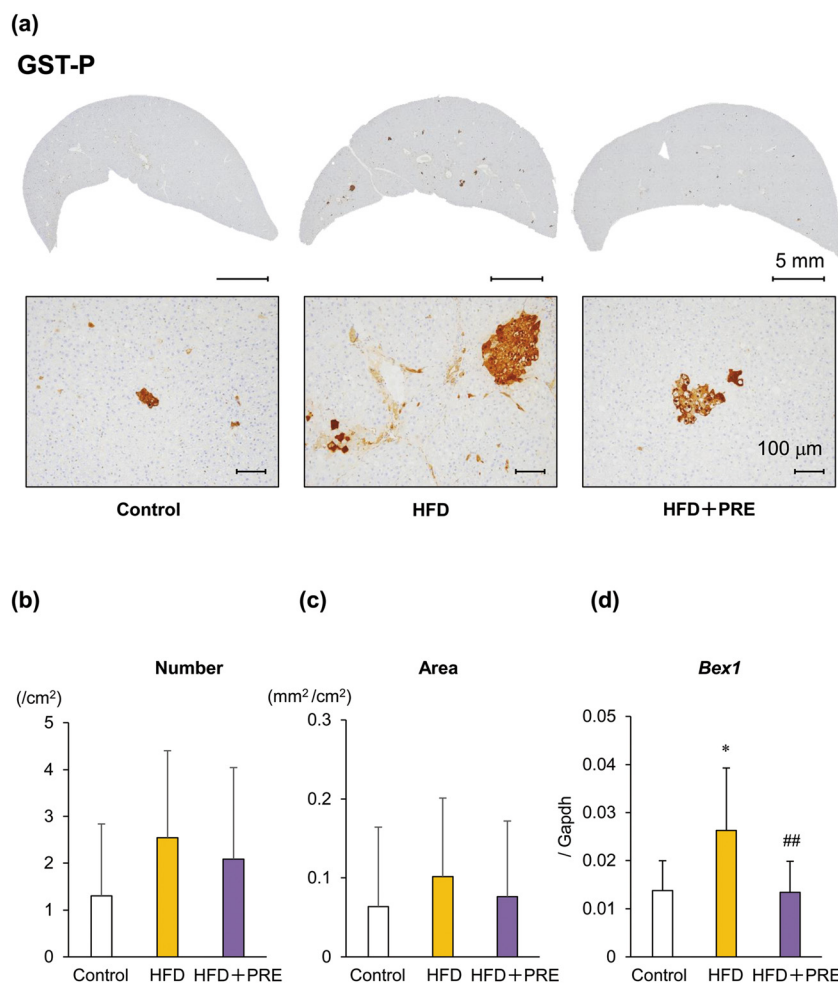 (a)
GST-P
5 mm
100 μm
Control HFD HFD+PRE
(b) (c) (d)
Number Area Bex1
(/cm²) (mm²/cm²)
5
4
3
2
1
0
Control HFD HFD+PRE
0.3
0.2
0.1
0
Control HFD HFD+PRE
/ Gapdh
0.05
0.04
0.03
0.02
0.01
0
*
##
Control HFD HFD+PRE